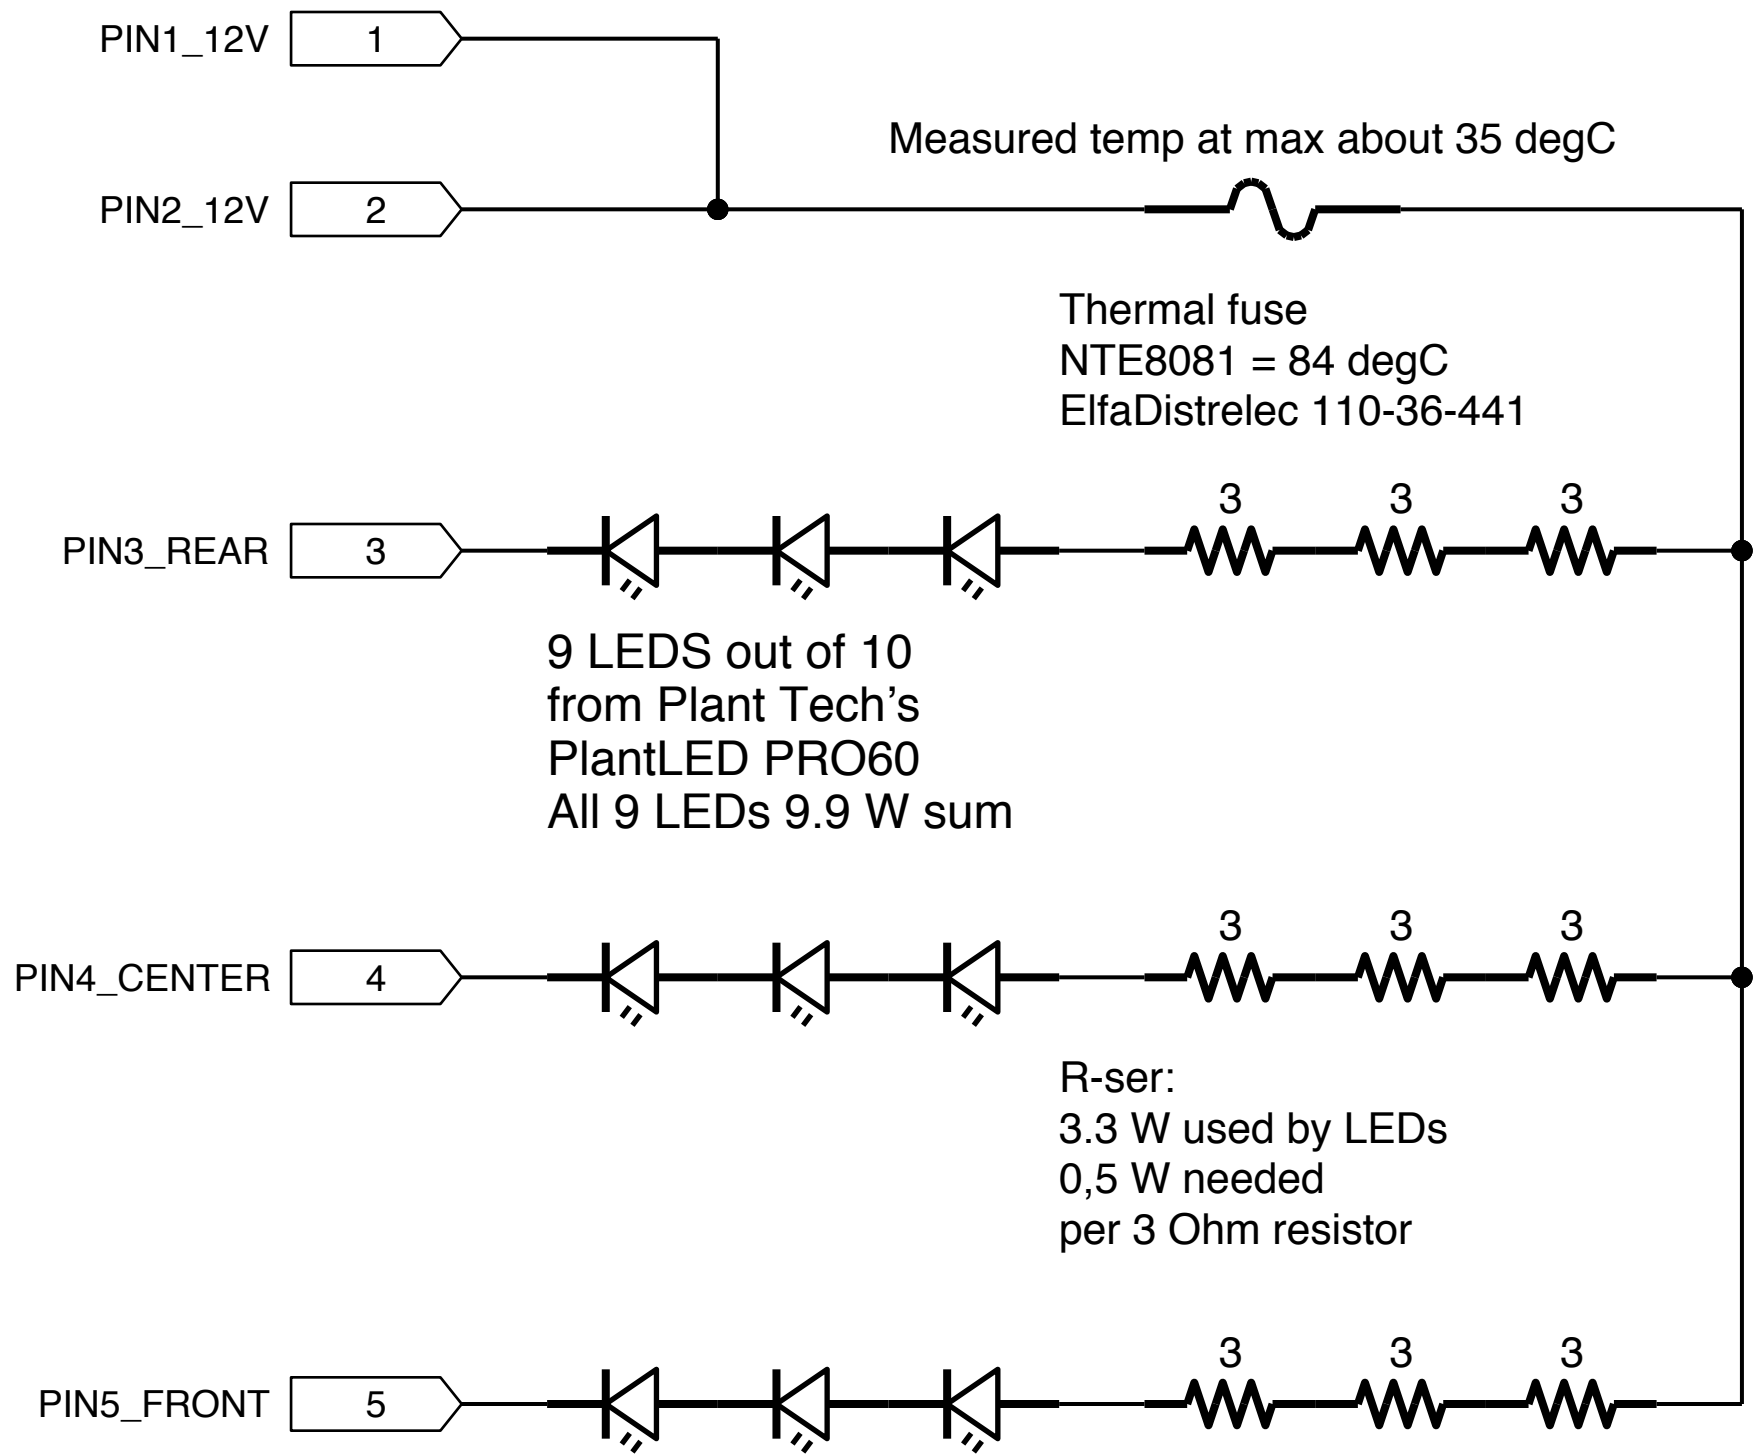 PIN1_12V 1
Measured temp at max about 35 degC
PIN2_12V 2
Thermal fuse
NTE8081 = 84 degC
ElfaDistrelec 110-36-441
3 3 3
PIN3_REAR 3
9 LEDS out of 10
from Plant Tech’s
PlantLED PRO60
All 9 LEDs 9.9 W sum
3 3 3
PIN4_CENTER 4
R-ser:
3.3 W used by LEDs
0,5 W needed
per 3 Ohm resistor
3 3 3
PIN5_FRONT 5